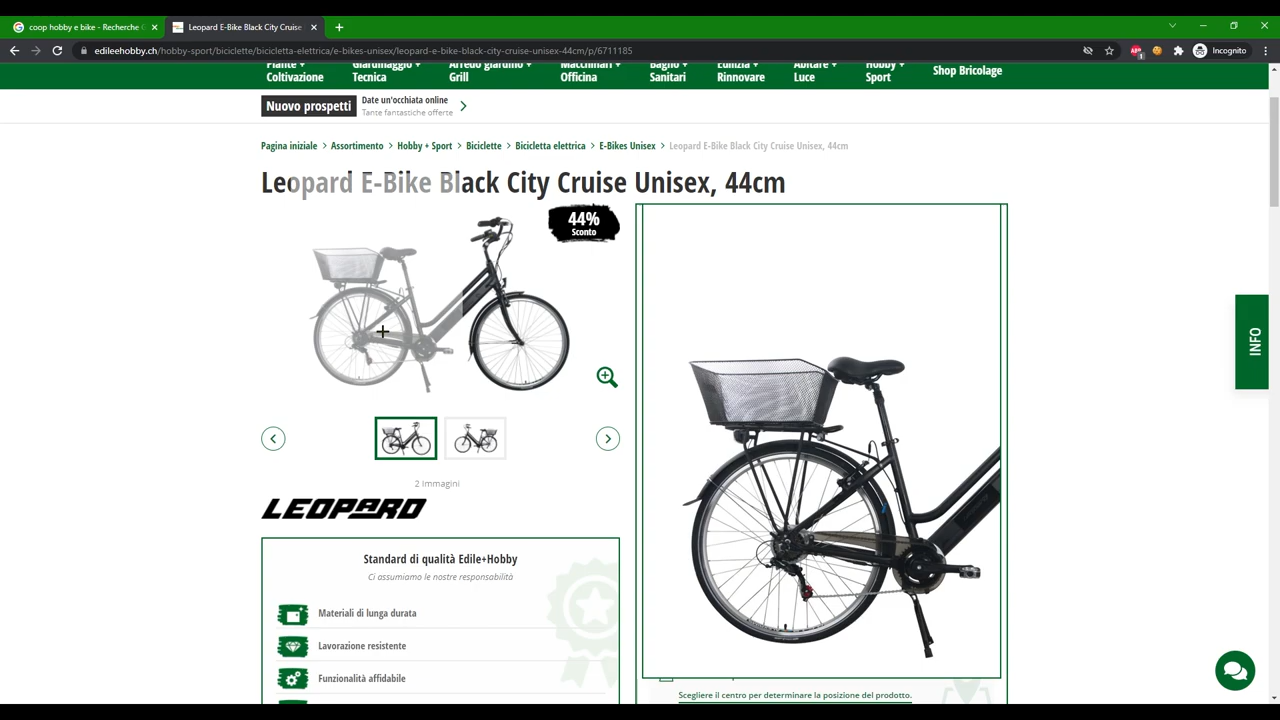 coop hobby e bike - Recherche G
Leopard E-Bike Black City Cruise
edileehobby.ch/hobby-sport/biciclette/bicicletta-elettrica/e-bikes-unisex/leopard-e-bike-black-city-cruise-unisex-44cm/p/6711185
ABP
1
Incognito
Piante + Coltivazione
Giardinaggio + Tecnica
Arredo giardino + Grill
Macchinari + Officina
Bagno + Sanitari
Edilizia + Rinnovare
Abitare + Luce
Hobby + Sport
Shop Bricolage
Nuovo prospetti
Date un'occhiata online
Tante fantastiche offerte
Pagina iniziale > Assortimento > Hobby + Sport > Biciclette > Bicicletta elettrica > E-Bikes Unisex > Leopard E-Bike Black City Cruise Unisex, 44cm
Leopard E-Bike Black City Cruise Unisex, 44cm
44%
Sconto
INFO
2 Immagini
LEOPARD
Standard di qualità Edile+Hobby
Ci assumiamo le nostre responsabilità
Materiali di lunga durata
Lavorazione resistente
Funzionalità affidabile
Scegliere il centro per determinare la posizione del prodotto.